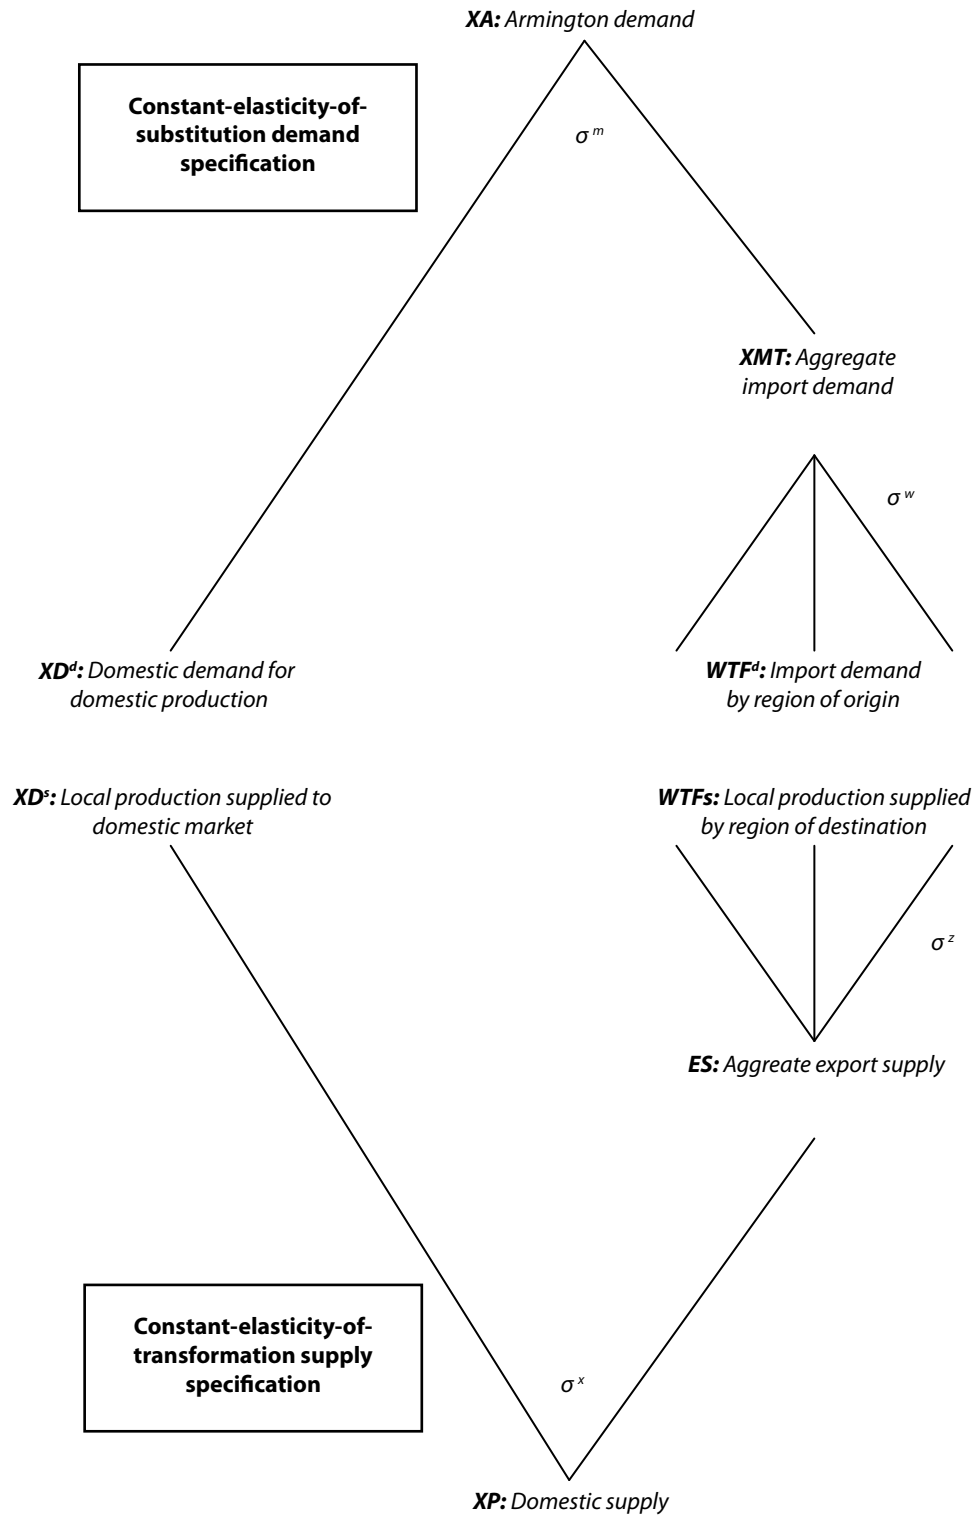 XA: Armington demand
Constant-elasticity-of-
substitution demand
specification
σ m
XMT: Aggregate
import demand
σ w
XDd: Domestic demand for
domestic production
WTFd: Import demand
by region of origin
XDs: Local production supplied to
domestic market
WTFs: Local production supplied
by region of destination
σ z
ES: Aggreate export supply
Constant-elasticity-of-
transformation supply
specification
σ x
XP: Domestic supply